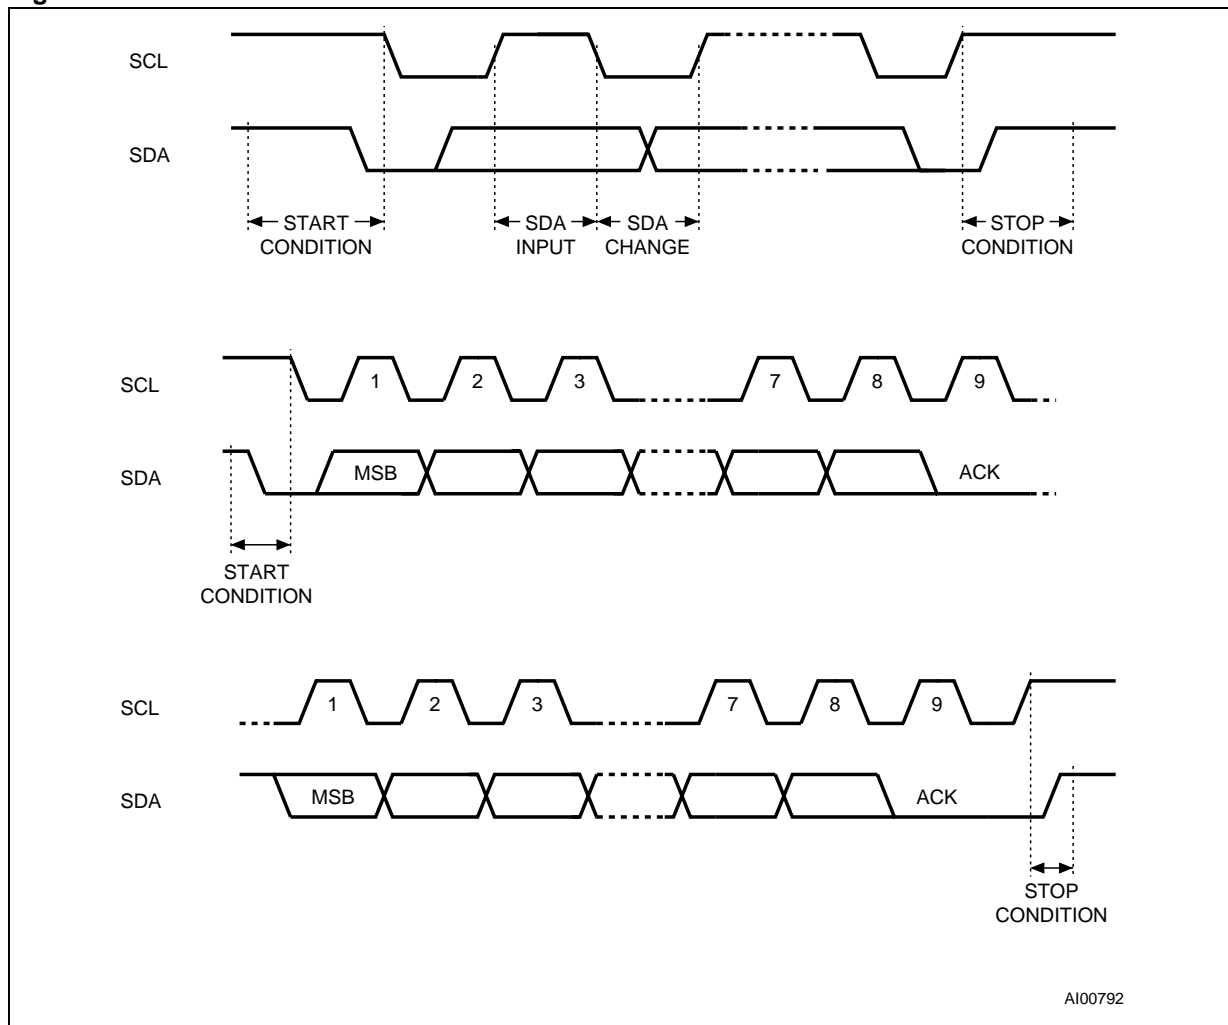 SCL
SDA
START SDA SDA STOP
CONDITION INPUT CHANGE CONDITION
SCL 1 2 3 7 8 9
SDA MSB ACK
START
CONDITION
SCL 1 2 3 7 8 9
SDA MSB ACK
STOP
CONDITION
AI00792